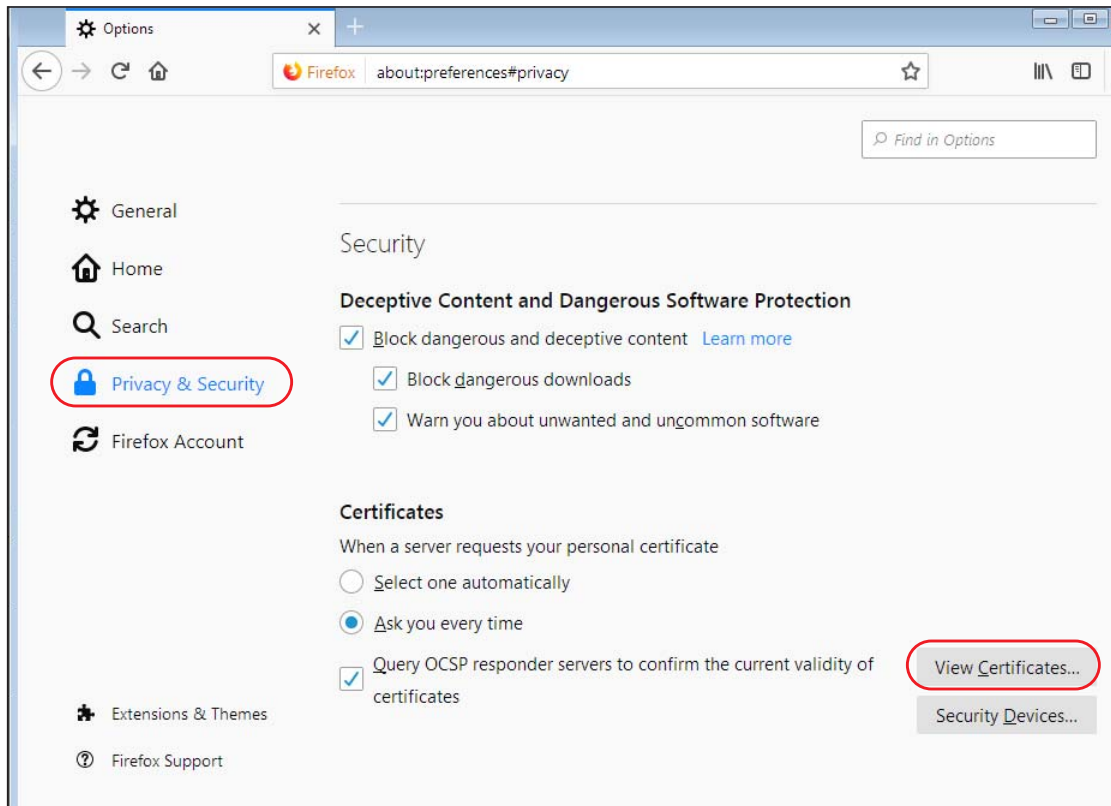 Options
Firefox about:preferences#privacy
Find in Options
General
Home
Search
Privacy & Security
Firefox Account
Extensions & Themes
Firefox Support
Security
Deceptive Content and Dangerous Software Protection
Block dangerous and deceptive content Learn more
Block dangerous downloads
Warn you about unwanted and uncommon software
Certificates
When a server requests your personal certificate
Select one automatically
Ask you every time
Query OCSP responder servers to confirm the current validity of
certificates
View Certificates...
Security Devices...